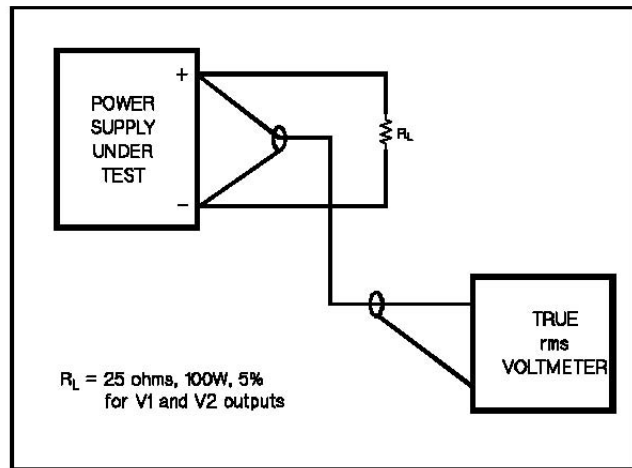 +
POWER
SUPPLY
UNDER
TEST
−
RL
TRUE
rms
VOLTMETER
RL = 25 ohms, 100W, 5%
for V1 and V2 outputs